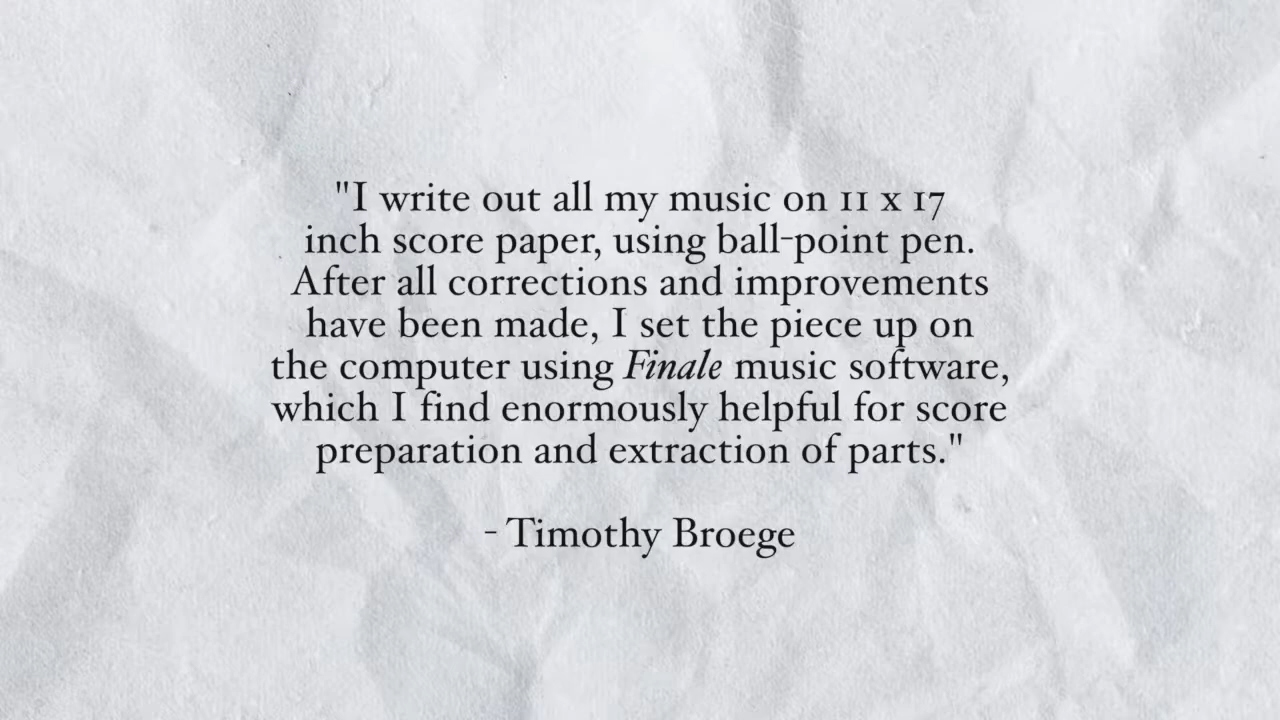 "I write out all my music on 11 x 17
inch score paper, using ball-point pen.
After all corrections and improvements
have been made, I set the piece up on
the computer using Finale music software,
which I find enormously helpful for score
preparation and extraction of parts."
- Timothy Broege